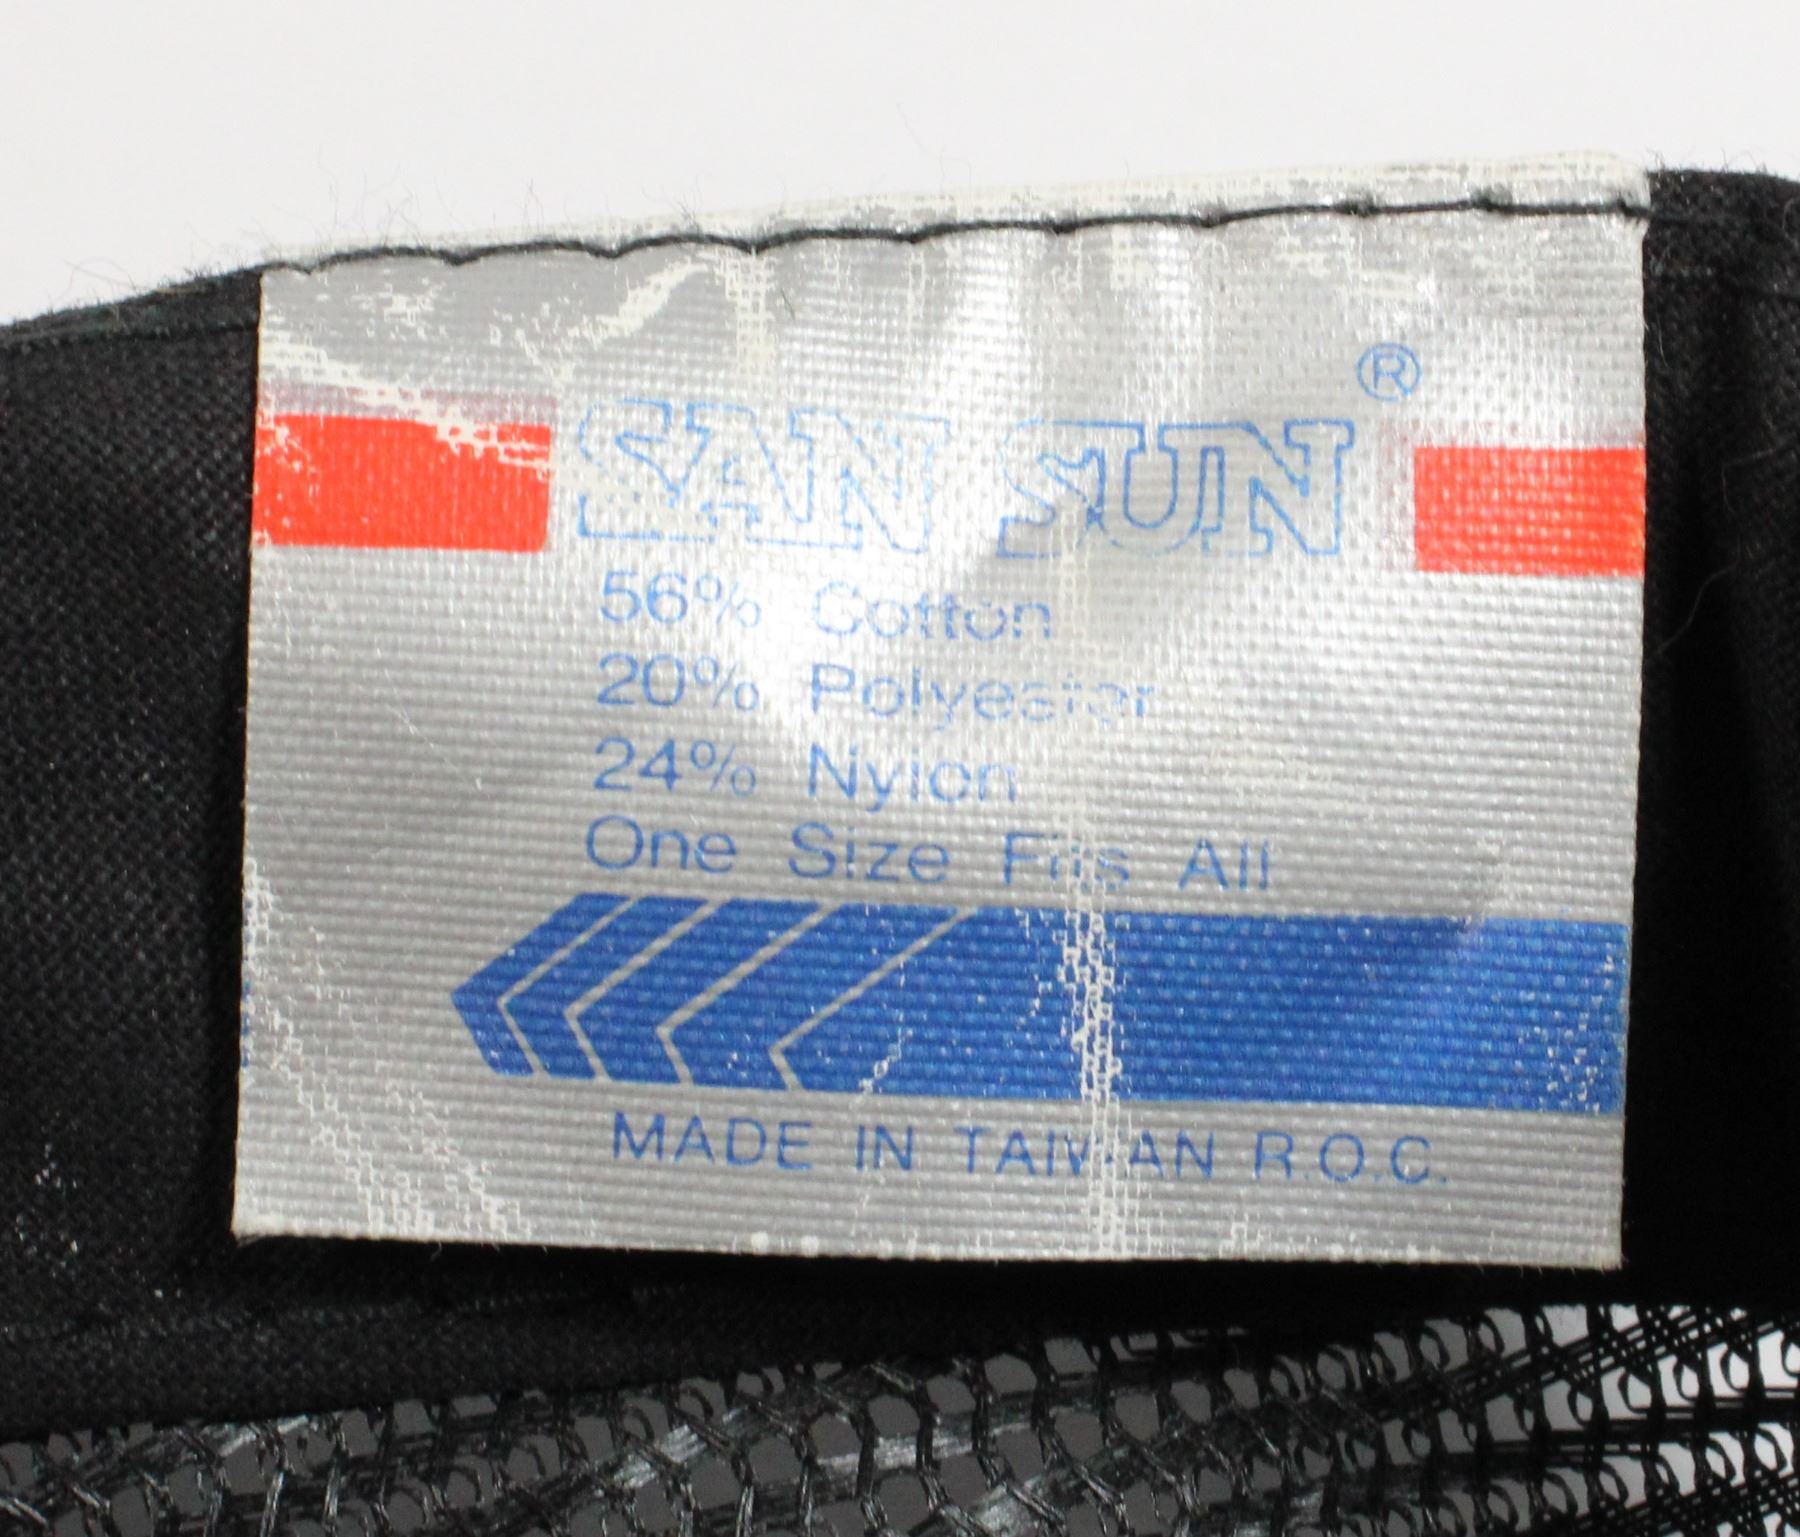 SAN SUN ®
56% Cotton
20% Polyester
24% Nylon
One Size Fits All
MADE IN TAIWAN R.O.C.